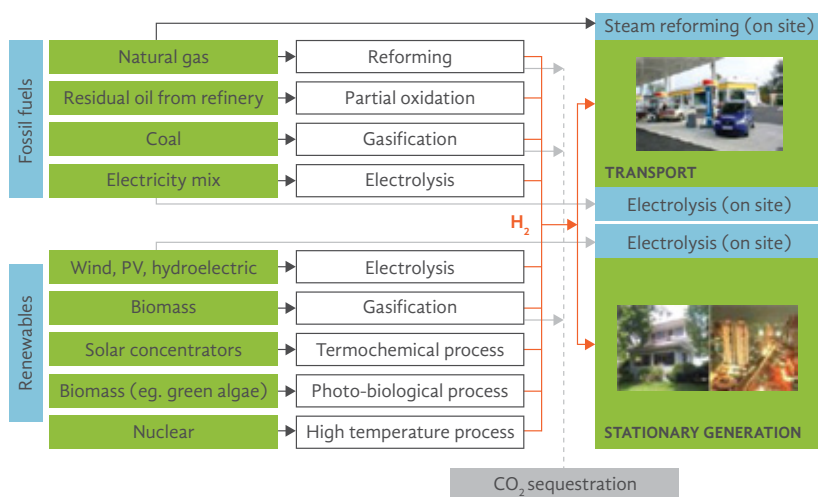 Fossil fuels
Natural gas
Reforming
Residual oil from refinery
Partial oxidation
Coal
Gasification
Electricity mix
Electrolysis
Steam reforming (on site)
TRANSPORT
Electrolysis (on site)
H₂
Electrolysis (on site)
Renewables
Wind, PV, hydroelectric
Electrolysis
Biomass
Gasification
Solar concentrators
Termochemical process
Biomass (eg. green algae)
Photo-biological process
Nuclear
High temperature process
STATIONARY GENERATION
CO₂ sequestration